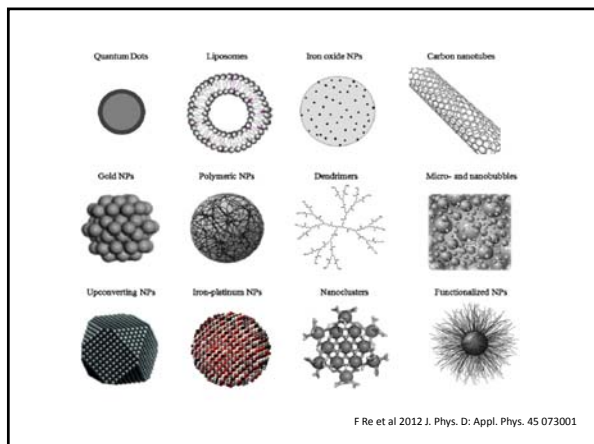 Quantum Dots
Liposomes
Iron oxide NPs
Carbon nanotubes
Gold NPs
Polymeric NPs
Dendrimers
Micro- and nanobubbles
Upconverting NPs
Iron-platinum NPs
Nanoclusters
Functionalized NPs
F Re et al 2012 J. Phys. D: Appl. Phys. 45 073001